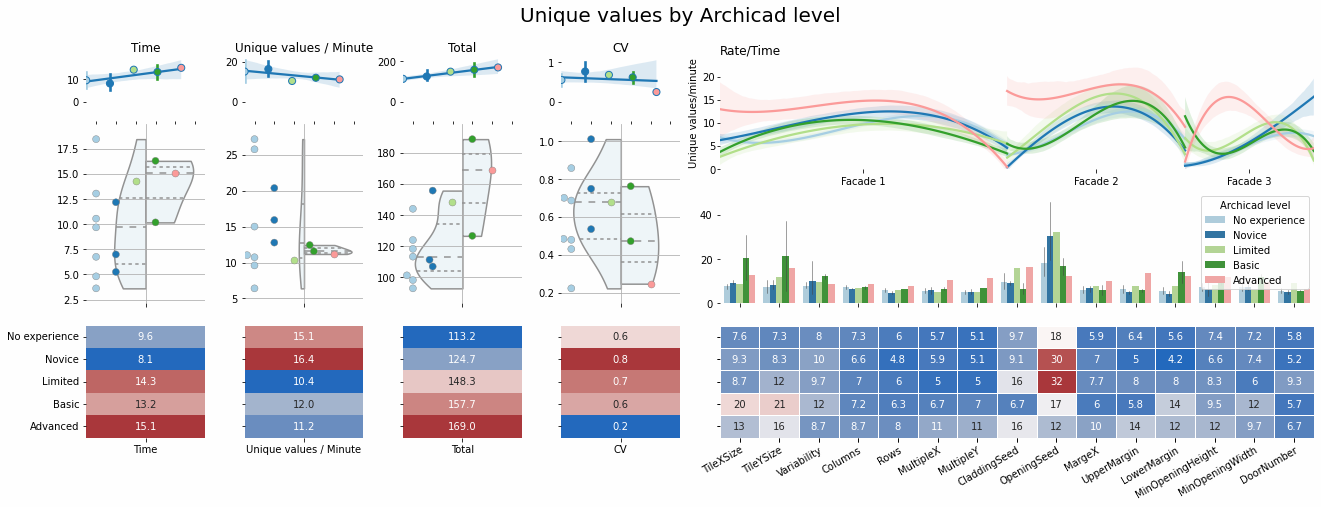 Unique values by Archicad level
Time
Unique values / Minute
Total
CV
Rate/Time
10
0
20
0
200
0
1
0
Unique values/minute
20
15
10
5
0
Facade 1
Facade 2
Facade 3
17.5
15.0
12.5
10.0
7.5
5.0
2.5
25
20
15
10
5
180
160
140
120
100
1.0
0.8
0.6
0.4
0.2
40
20
0
Archicad level
No experience
Novice
Limited
Basic
Advanced
No experience 9.6 15.1 113.2 0.6 7.6 7.3 8 7.3 6 5.7 5.1 9.7 18 5.9 6.4 5.6 7.4 7.2 5.8
Novice 8.1 16.4 124.7 0.8 9.3 8.3 10 6.6 4.8 5.9 5.1 9.1 30 7 5 4.2 6.6 7.4 5.2
Limited 14.3 10.4 148.3 0.7 8.7 12 9.7 7 6 5 5 16 32 7.7 8 8 8.3 6 9.3
Basic 13.2 12.0 157.7 0.6 20 21 12 7.2 6.3 6.7 7 6.7 17 6 5.8 14 9.5 12 5.7
Advanced 15.1 11.2 169.0 0.2 13 16 8.7 8.7 8 11 11 16 12 10 14 12 12 9.7 6.7
Time
Unique values / Minute
Total
CV
TileXSize
TileYSize
Variability
Columns
Rows
MultipleX
MultipleY
CladdingSeed
OpeningSeed
MargeX
UpperMargin
LowerMargin
MinOpeningHeight
MinOpeningWidth
DoorNumber